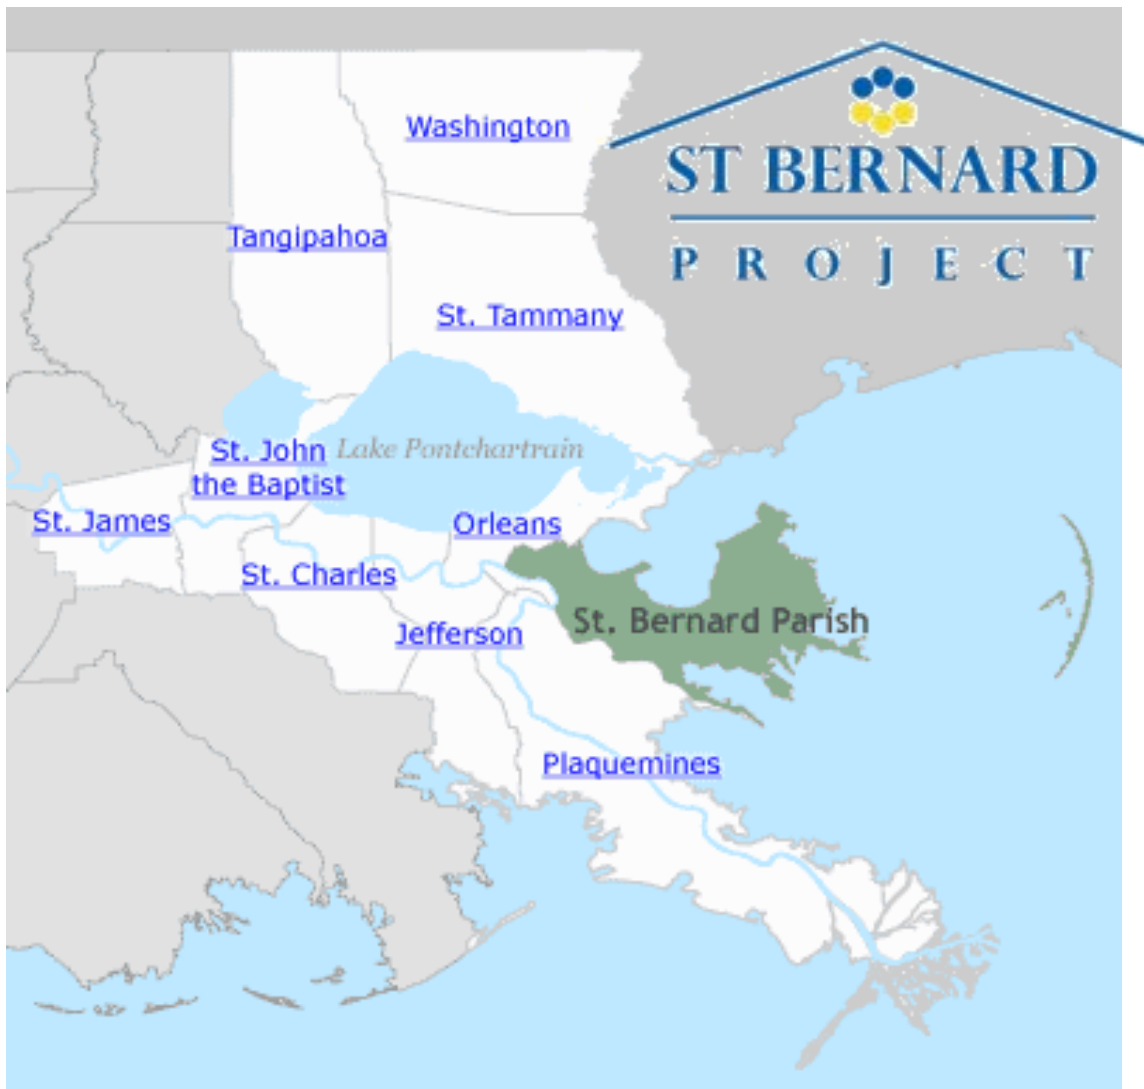 Washington
ST BERNARD
PROJECT
Tangipahoa
St. Tammany
St. John
the Baptist
Lake Pontchartrain
St. James
Orleans
St. Charles
St. Bernard Parish
Jefferson
Plaquemines